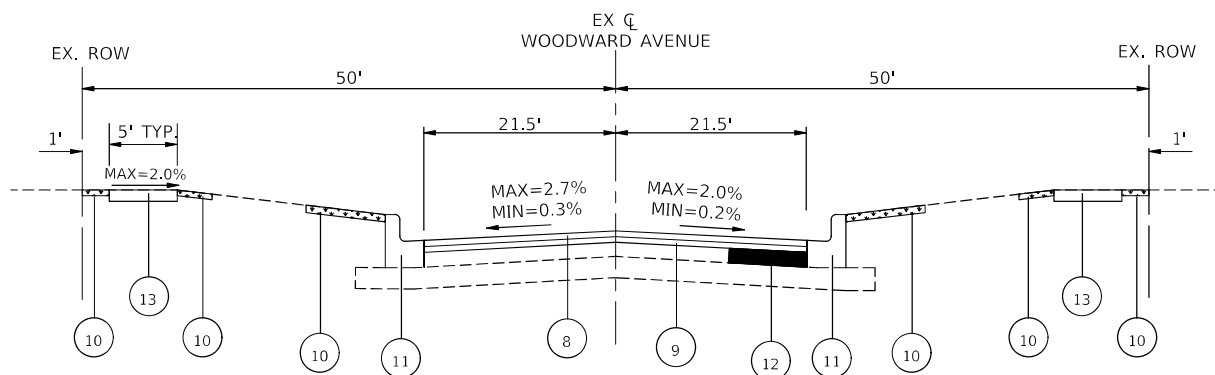 EX ℄
WOODWARD AVENUE
EX. ROW
EX. ROW
50'
50'
21.5'
21.5'
1'
5' TYP.
1'
MAX=2.0%
MAX=2.7%
MIN=0.3%
MAX=2.0%
MIN=0.2%
10
13
10
10
11
8
9
12
11
10
10
13
10